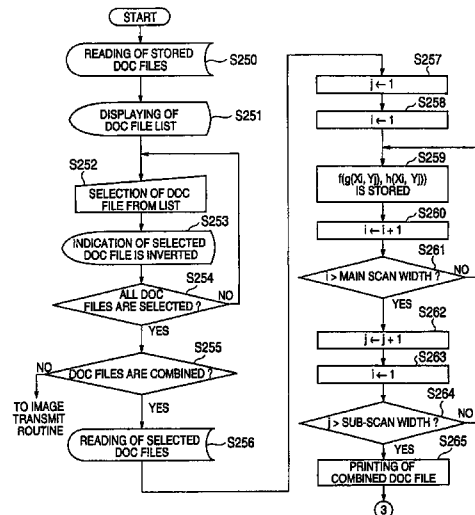 START
READING OF STORED
DOC FILES
S250
DISPLAYING OF
DOC FILE LIST
S251
S252
SELECTION OF DOC
FILE FROM LIST
S253
INDICATION OF SELECTED
DOC FILE IS INVERTED
S254
ALL DOC
FILES ARE SELECTED ?
NO
YES
S255
NO
DOC FILES ARE COMBINED ?
TO IMAGE
TRANSMIT
ROUTINE
YES
READING OF SELECTED
DOC FILES
S256
S257
j ← 1
S258
i ← 1
S259
f(g(Xi, Yj), h(Xi, Yj))
IS STORED
S260
i ← i + 1
S261
i > MAIN SCAN WIDTH ?
NO
YES
S262
j ← j + 1
S263
i ← 1
S264
j > SUB-SCAN WIDTH ?
NO
YES
S265
PRINTING OF
COMBINED DOC FILE
3